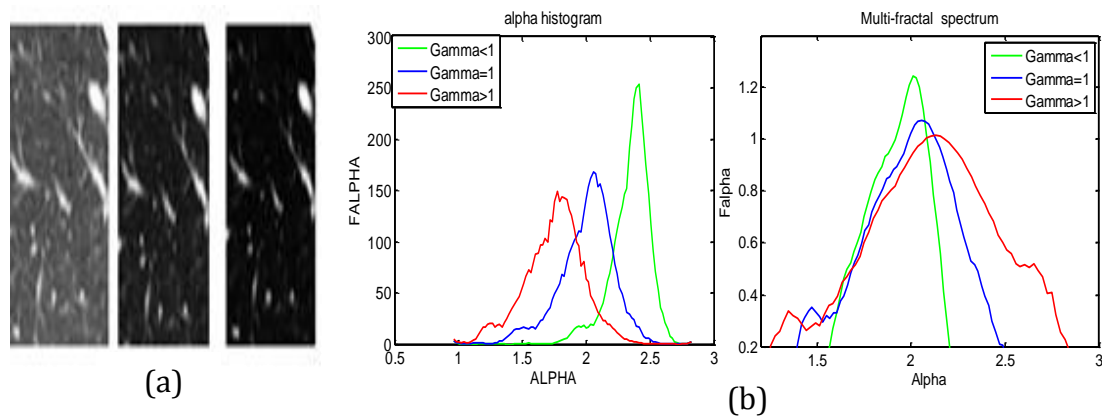 alpha histogram
300
250
200
150
100
50
0
FALPHA
Gamma<1
Gamma=1
Gamma>1
0.5 1 1.5 2 2.5 3
ALPHA
Multi-fractal spectrum
1.2
1
0.8
0.6
0.4
0.2
Falpha
Gamma<1
Gamma=1
Gamma>1
1.5 2 2.5 3
Alpha
(a)
(b)